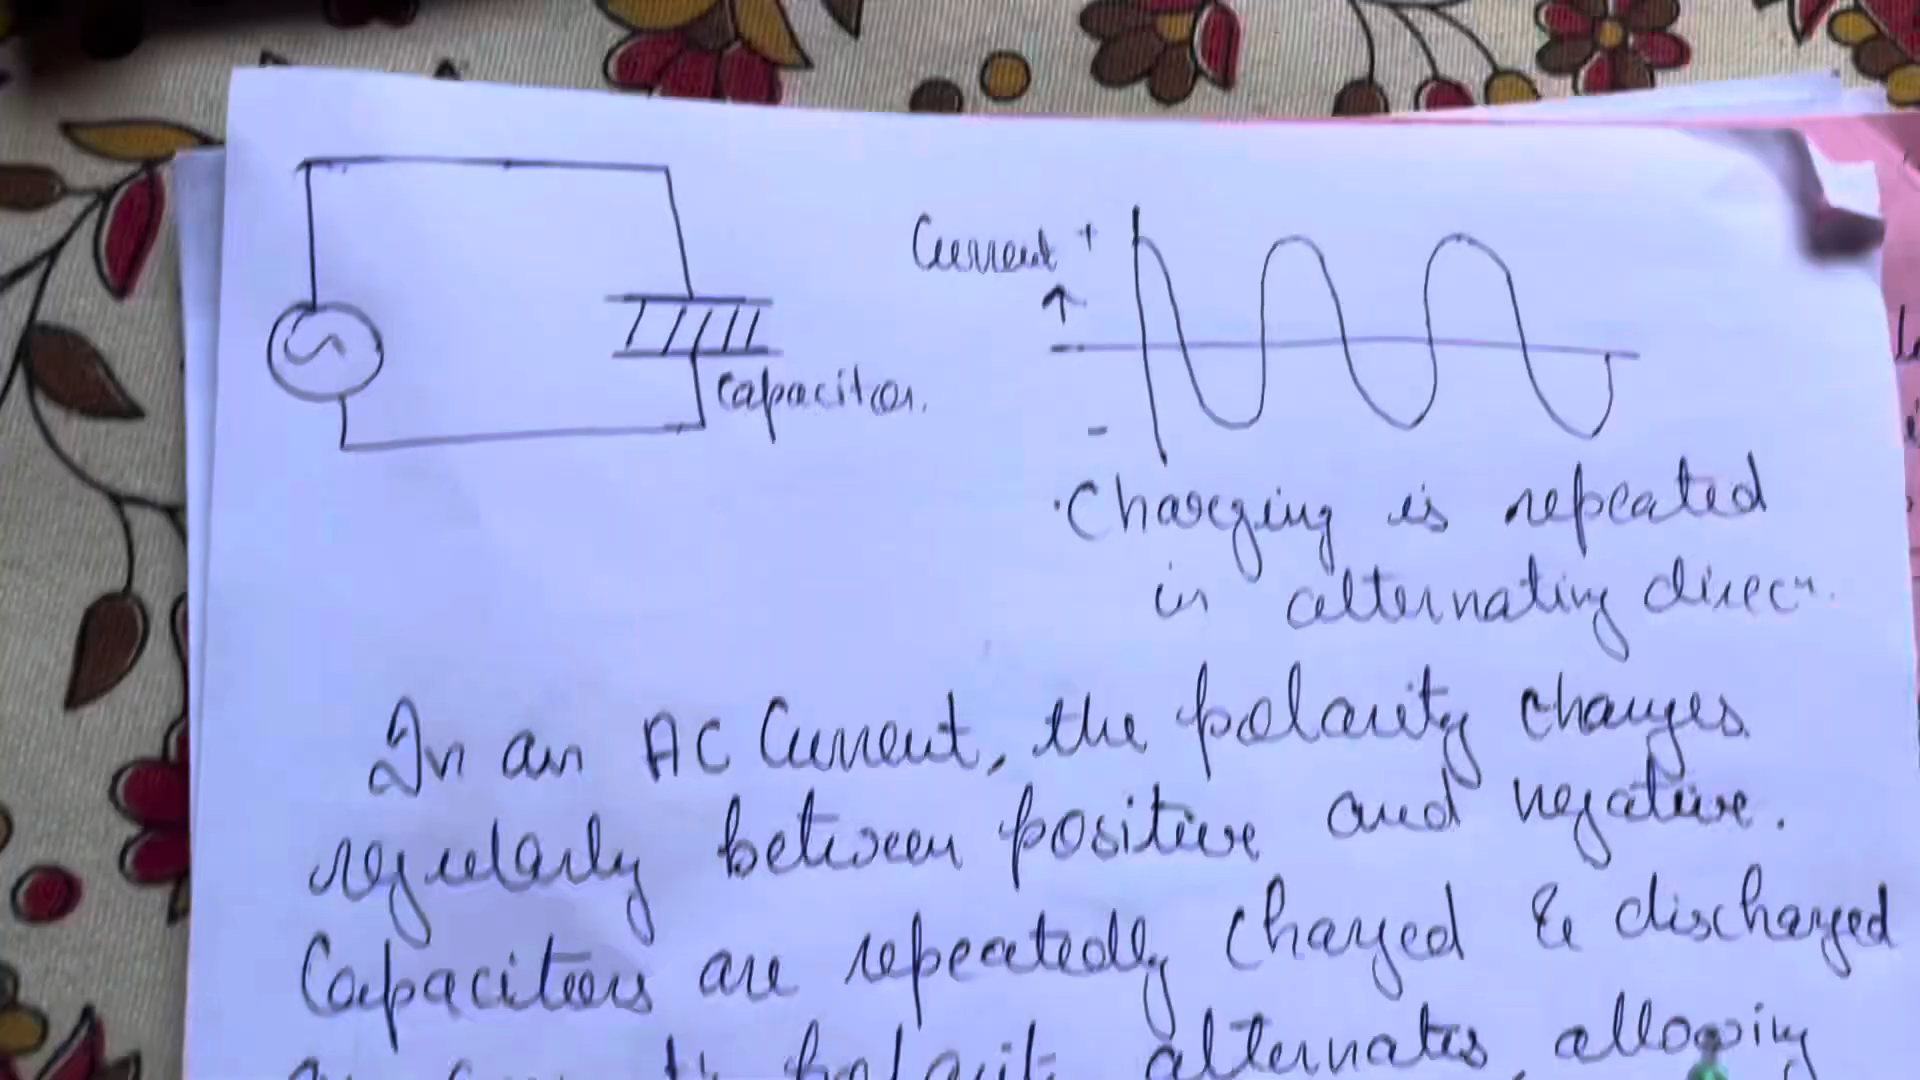 Current +
↑
-
Capacitor.
· Charging is repeated
in alternating direcn.
In an AC Current, the polarity changes
regularly between positive and negative.
Capacitors are repeatedly charged & discharged
alternates, allowing